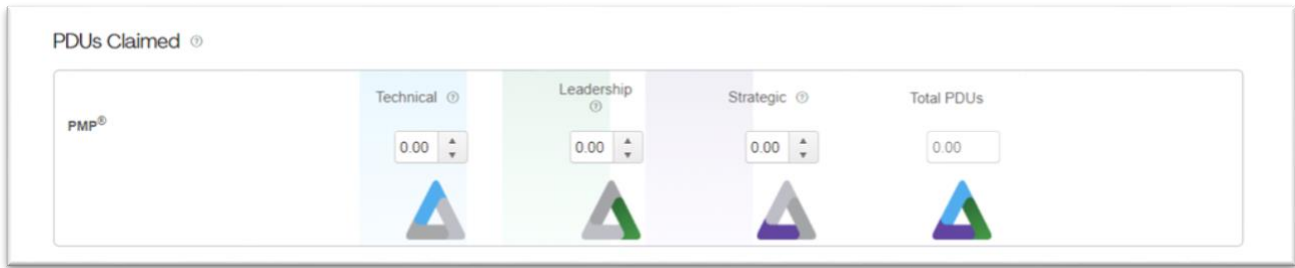 PDUs Claimed ?
Technical ?
Leadership
?
Strategic ?
Total PDUs
PMP®
0.00
0.00
0.00
0.00